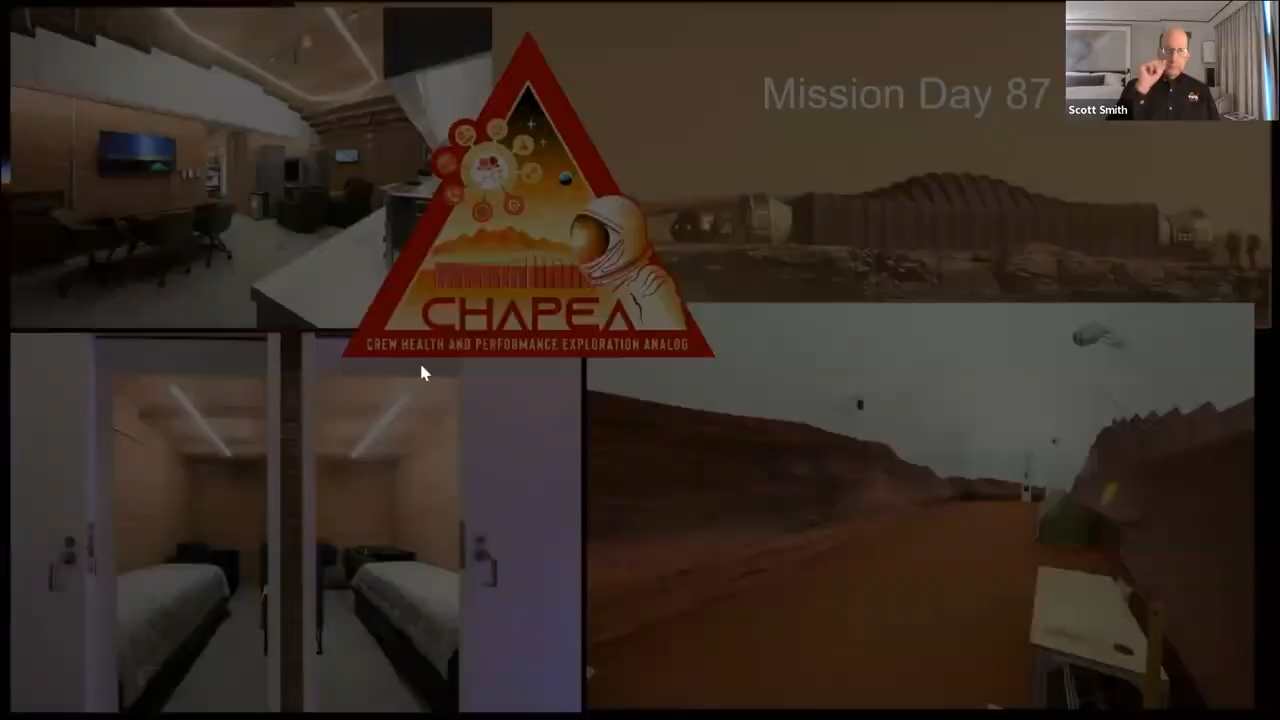 Mission Day 87
Scott Smith
CHAPEA
CREW HEALTH AND PERFORMANCE EXPLORATION ANALOG